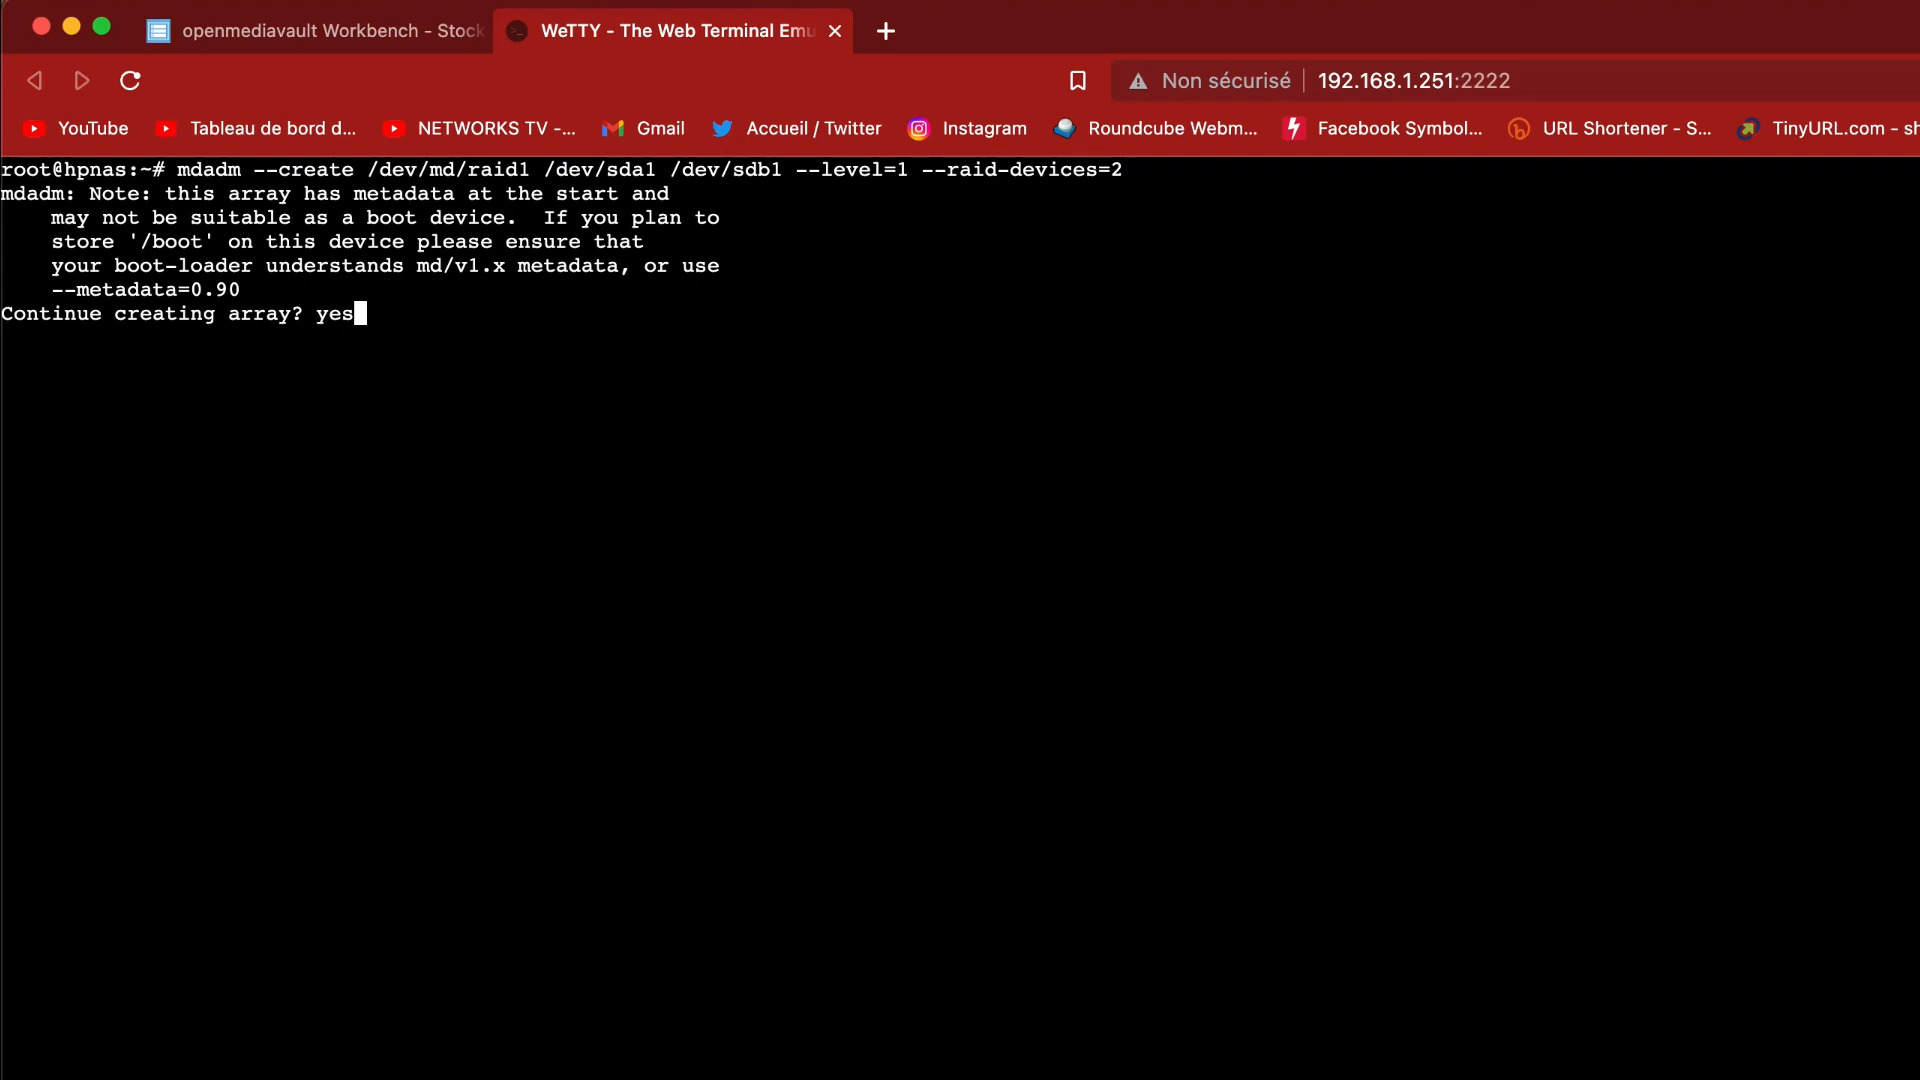 openmediavault Workbench - Stock
WeTTY - The Web Terminal Emu
Non sécurisé
192.168.1.251:2222
YouTube
Tableau de bord d...
NETWORKS TV -...
Gmail
Accueil / Twitter
Instagram
Roundcube Webm...
Facebook Symbol...
URL Shortener - S...
TinyURL.com - sh
root@hpnas:~# mdadm --create /dev/md/raid1 /dev/sda1 /dev/sdb1 --level=1 --raid-devices=2
mdadm: Note: this array has metadata at the start and
may not be suitable as a boot device.  If you plan to
store '/boot' on this device please ensure that
your boot-loader understands md/v1.x metadata, or use
--metadata=0.90
Continue creating array? yes